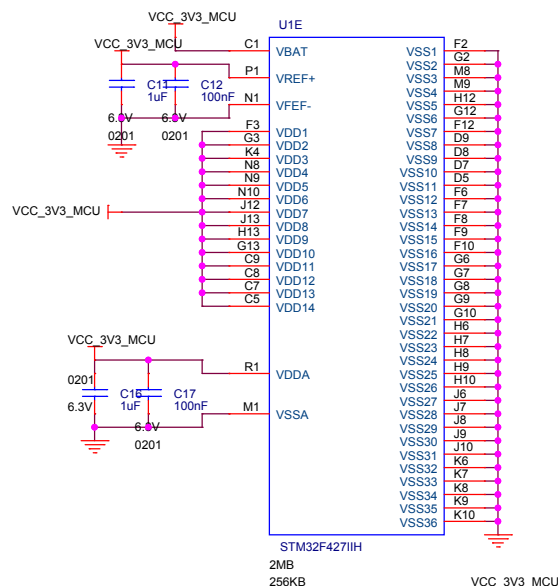 U1E
VCC_3V3_MCU
VCC_3V3_MCU
C11
1uF
6.3V
0201
C12
100nF
6.3V
0201
C1 VBAT
P1 VREF+
N1 VFEF-
VCC_3V3_MCU
F3 VDD1
G3 VDD2
K4 VDD3
N8 VDD4
N9 VDD5
N10 VDD6
J12 VDD7
J13 VDD8
H13 VDD9
G13 VDD10
C9 VDD11
C8 VDD12
C7 VDD13
C5 VDD14
VCC_3V3_MCU
0201
C16
1uF
6.3V
C17
100nF
6.3V
0201
R1 VDDA
M1 VSSA
VSS1 F2
VSS2 G2
VSS3 M8
VSS4 M9
VSS5 H12
VSS6 G12
VSS7 F12
VSS8 D9
VSS9 D8
VSS10 D7
VSS11 D5
VSS12 F6
VSS13 F7
VSS14 F8
VSS15 F9
VSS16 F10
VSS17 G6
VSS18 G7
VSS19 G8
VSS20 G9
VSS21 G10
VSS22 H6
VSS23 H7
VSS24 H8
VSS25 H9
VSS26 H10
VSS27 J6
VSS28 J7
VSS29 J8
VSS30 J9
VSS31 J10
VSS32 K6
VSS33 K7
VSS34 K8
VSS35 K9
VSS36 K10
STM32F427IIH
2MB
256KB
VCC_3V3_MCU